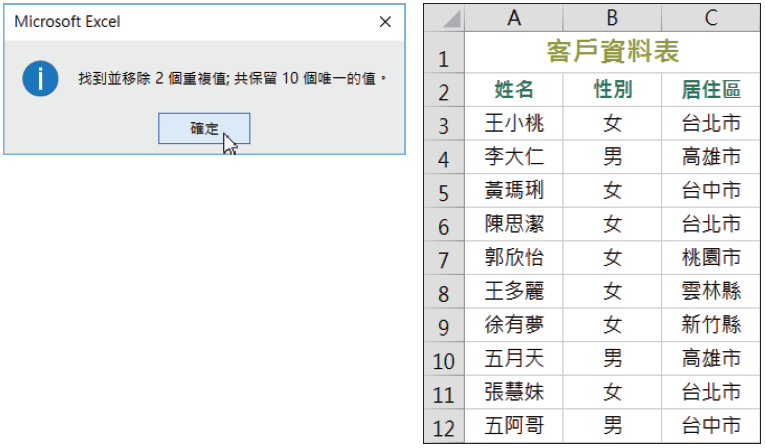 Microsoft Excel
找到並移除 2 個重複值; 共保留 10 個唯一的值。
確定
A B C
1 客戶資料表
2 姓名 性別 居住區
3 王小桃 女 台北市
4 李大仁 男 高雄市
5 黃瑪琍 女 台中市
6 陳思潔 女 台北市
7 郭欣怡 女 桃園市
8 王多麗 女 雲林縣
9 徐有夢 女 新竹縣
10 五月天 男 高雄市
11 張慧妹 女 台北市
12 五阿哥 男 台中市